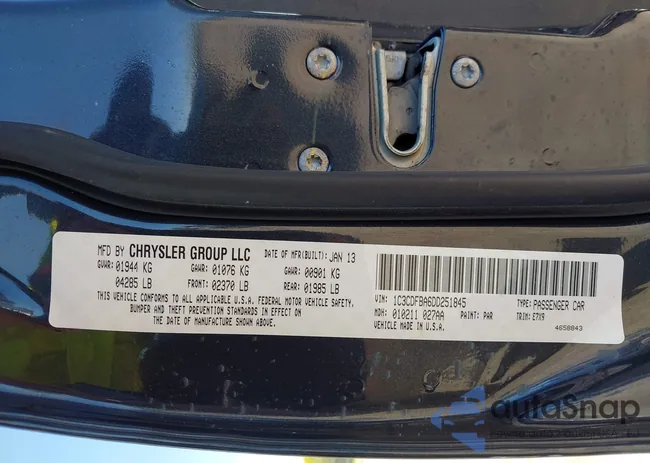 MFD BY CHRYSLER GROUP LLC DATE OF MFR(BUILT): JAN 13
GVWR: 01944 KG GAWR: 01076 KG GAWR: 00901 KG
04285 LB FRONT: 02370 LB REAR: 01985 LB
THIS VEHICLE CONFORMS TO ALL APPLICABLE FEDERAL MOTOR VEHICLE SAFETY,
BUMPER AND THEFT PREVENTION STANDARDS IN EFFECT ON
THE DATE OF MANUFACTURE SHOWN ABOVE.
VIN: 1C3CDFBA6DD251845 TYPE: PASSENGER CAR
MDH: 010211 027AA PAINT: PAR TRIM: E7X9
MADE IN U.S.A. 4658043
autoSnap